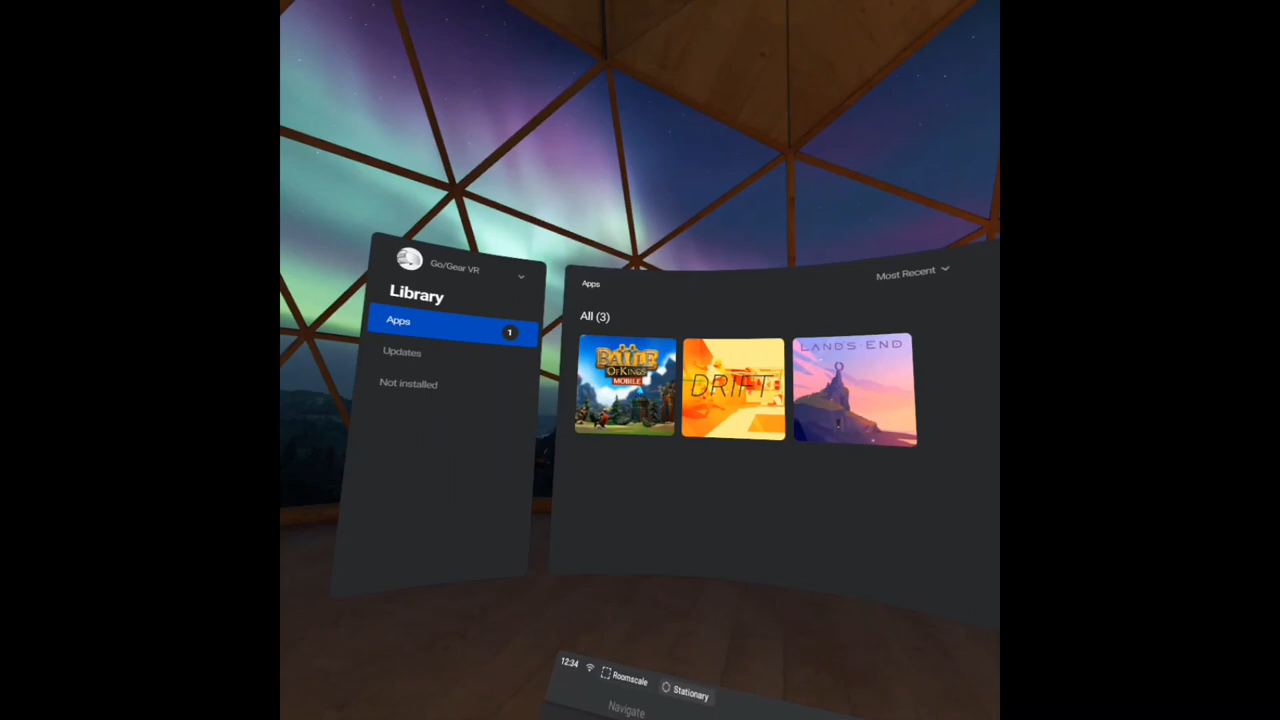 Go/Gear VR
Library
Apps 1
Updates
Not installed
Apps
Most Recent
All (3)
BATTLE
OF KINGS
MOBILE
DRIFT
LAND'S END
12:34 Roomscale Stationary
Navigate